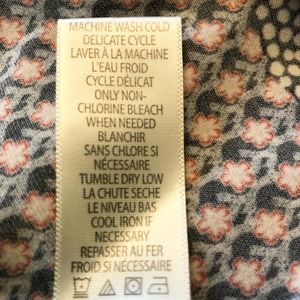 MACHINE WASH COLD
DELICATE CYCLE
LAVER À LA MACHINE
L'EAU FROID
CYCLE DÉLICAT
ONLY NON-
CHLORINE BLEACH
WHEN NEEDED
BLANCHIR
SANS CHLORE SI
NÉCESSAIRE
TUMBLE DRY LOW
LA CHUTE SECHE
LE NIVEAU BAS
COOL IRON IF
NECESSARY
REPASSER AU FER
FROID SI NÉCESSAIRE